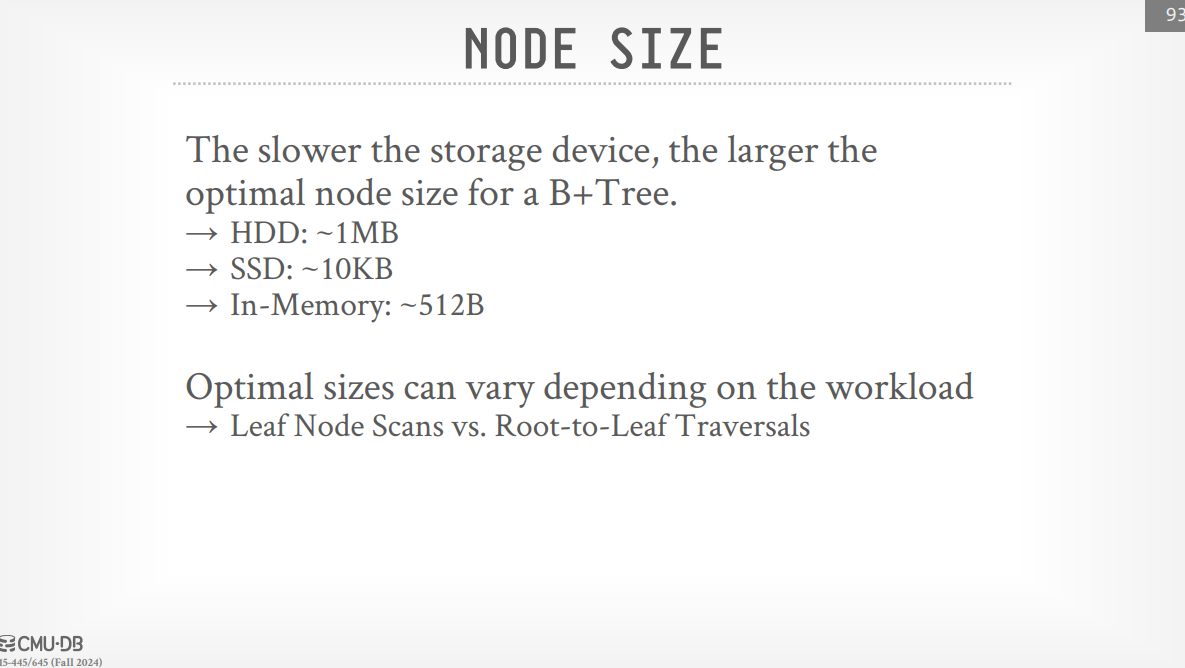 93
NODE SIZE
The slower the storage device, the larger the
optimal node size for a B+Tree.
→ HDD: ~1MB
→ SSD: ~10KB
→ In-Memory: ~512B
Optimal sizes can vary depending on the workload
→ Leaf Node Scans vs. Root-to-Leaf Traversals
CMU·DB
15-445/645 (Fall 2024)